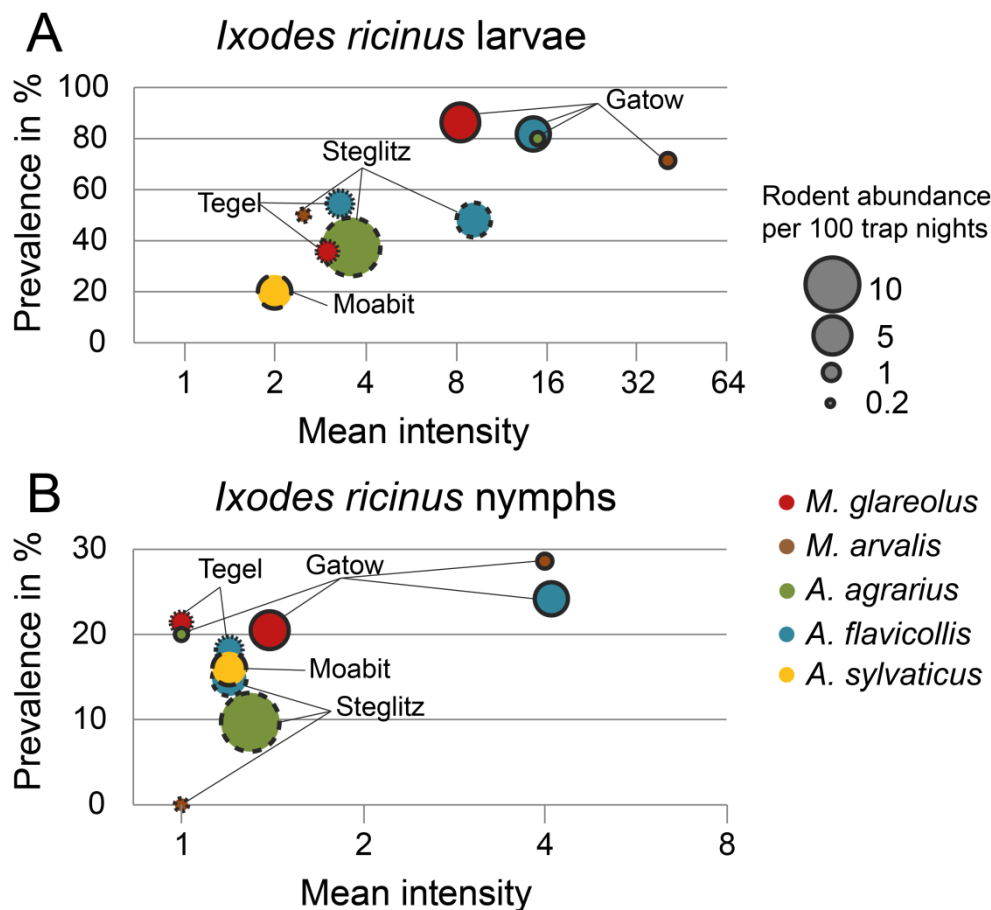 A
Ixodes ricinus larvae
Prevalence in %
100
80
60
40
20
0
Gatow
Steglitz
Tegel
Moabit
1
2
4
8
16
32
64
Mean intensity
Rodent abundance
per 100 trap nights
10
5
1
0.2
B
Ixodes ricinus nymphs
Prevalence in %
30
20
10
0
Tegel
Gatow
Moabit
Steglitz
1
2
4
8
Mean intensity
M. glareolus
M. arvalis
A. agrarius
A. flavicollis
A. sylvaticus